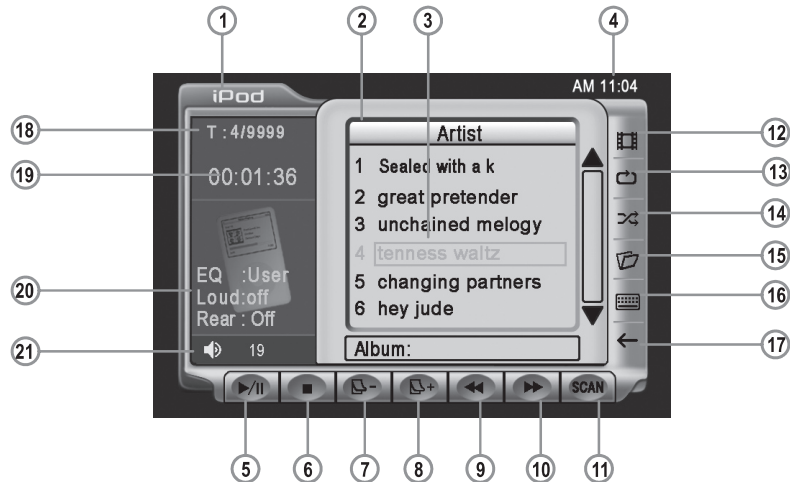 1 2 3 4
AM 11:04
iPod
18 T : 4/9999
Artist
12
19 00:01:36
1 Sealed with a k
13
2 great pretender
14
3 unchained melogy
4 tenness waltz
15
20 EQ :User
Loud:off
Rear : Off
5 changing partners
16
6 hey jude
17
21 19
Album:
- + SCAN
5 6 7 8 9 10 11